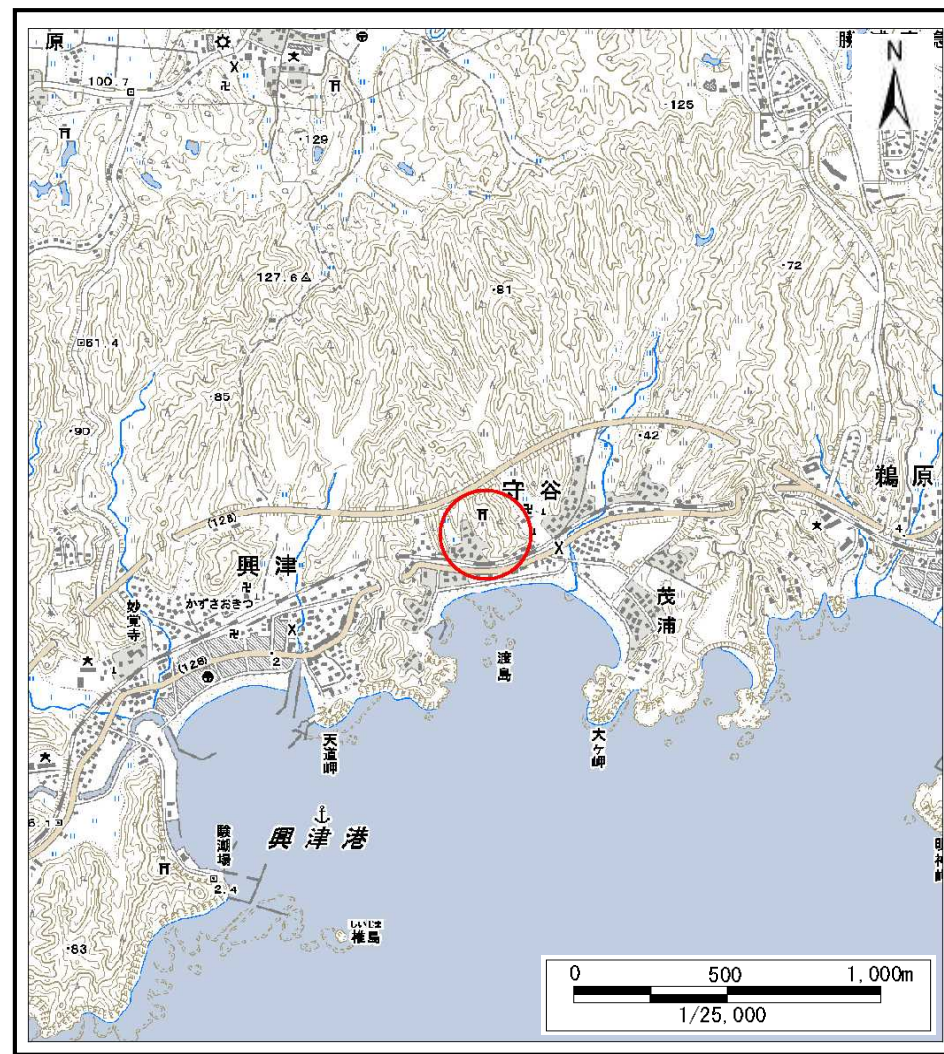 原
100.7
N
125
129
127.6
81
72
61.4
85
90
42
(128)
守谷
鵜原
4
興津
かずさおきつ
妙覚寺
茂浦
(128)
2
渡島
天道岬
大ヶ岬
興津港
験潮場
2.4
しいじま
椎島
83
0 500 1,000m
1/25,000